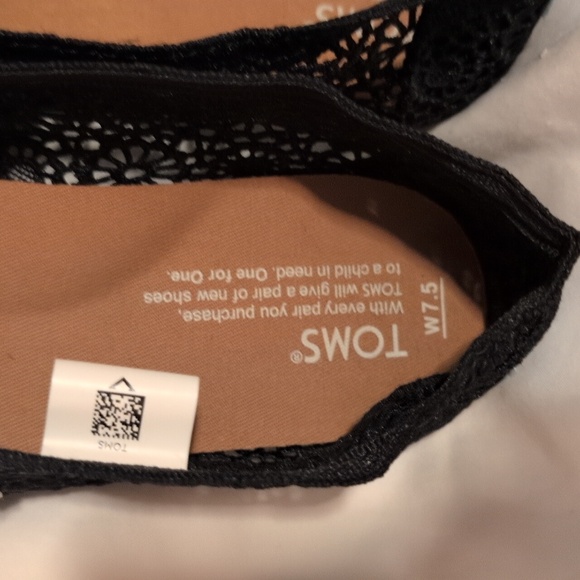 TOMS®
With every pair you purchase,
TOMS will give a pair of new shoes
to a child in need. One for One.
W7.5
TOMS